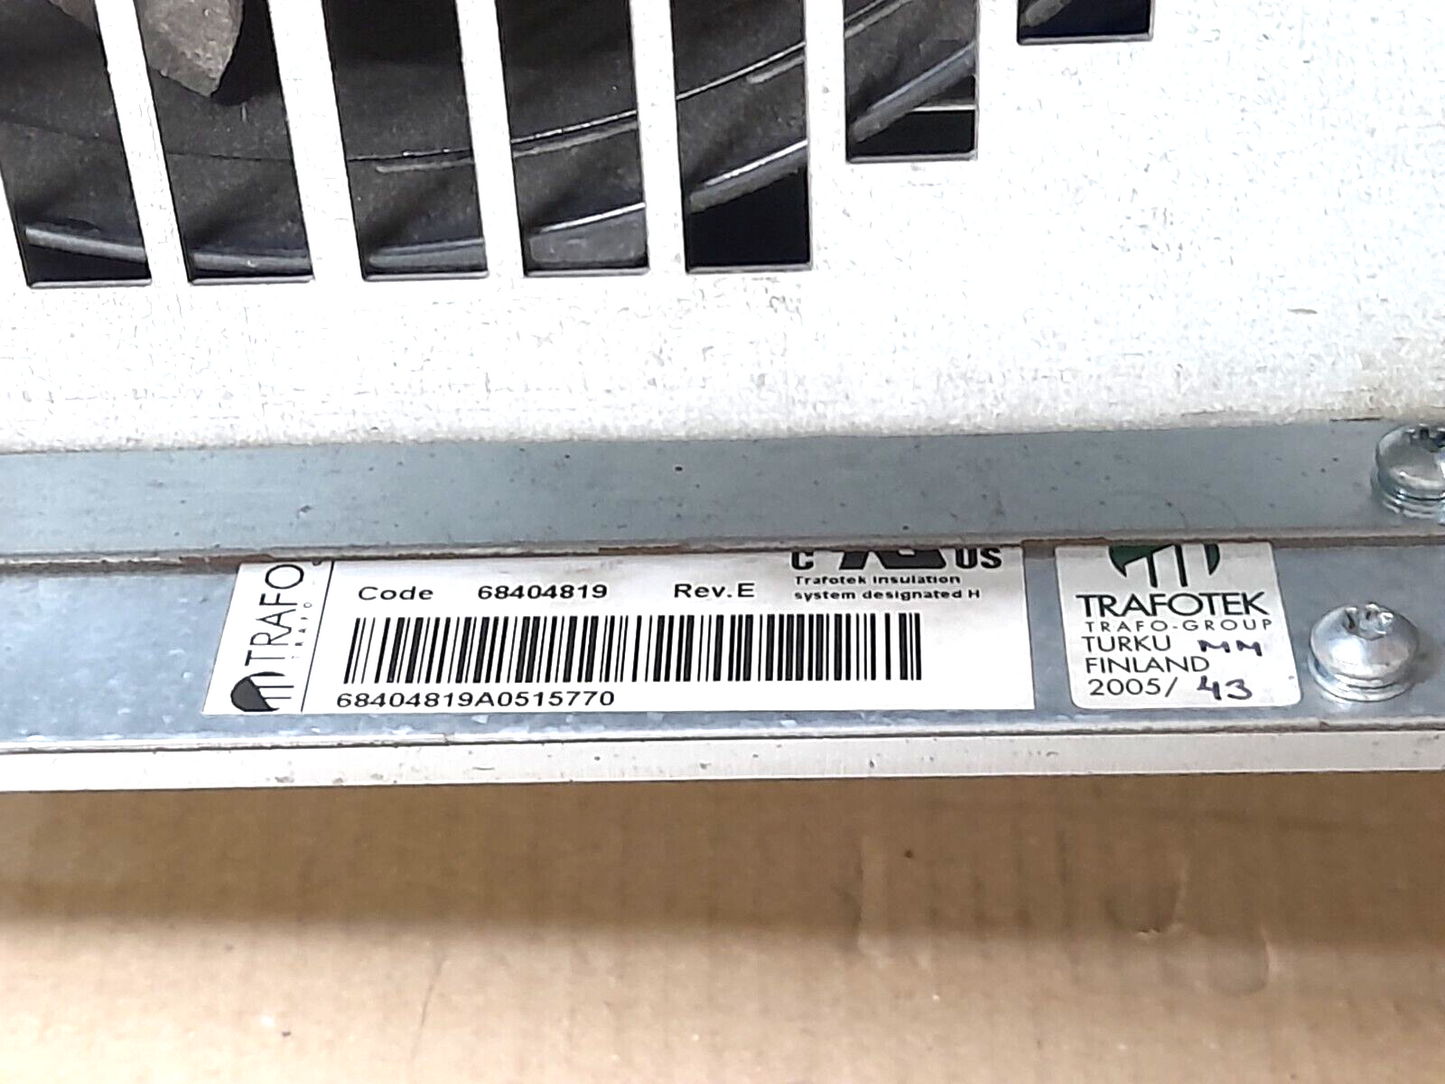 TRAFO
TRAFO
Code 68404819 Rev.E
C US
Trafotek insulation
system designated H
68404819A0515770
TRAFOTEK
TRAFO-GROUP
TURKU MM
FINLAND
2005/ 43